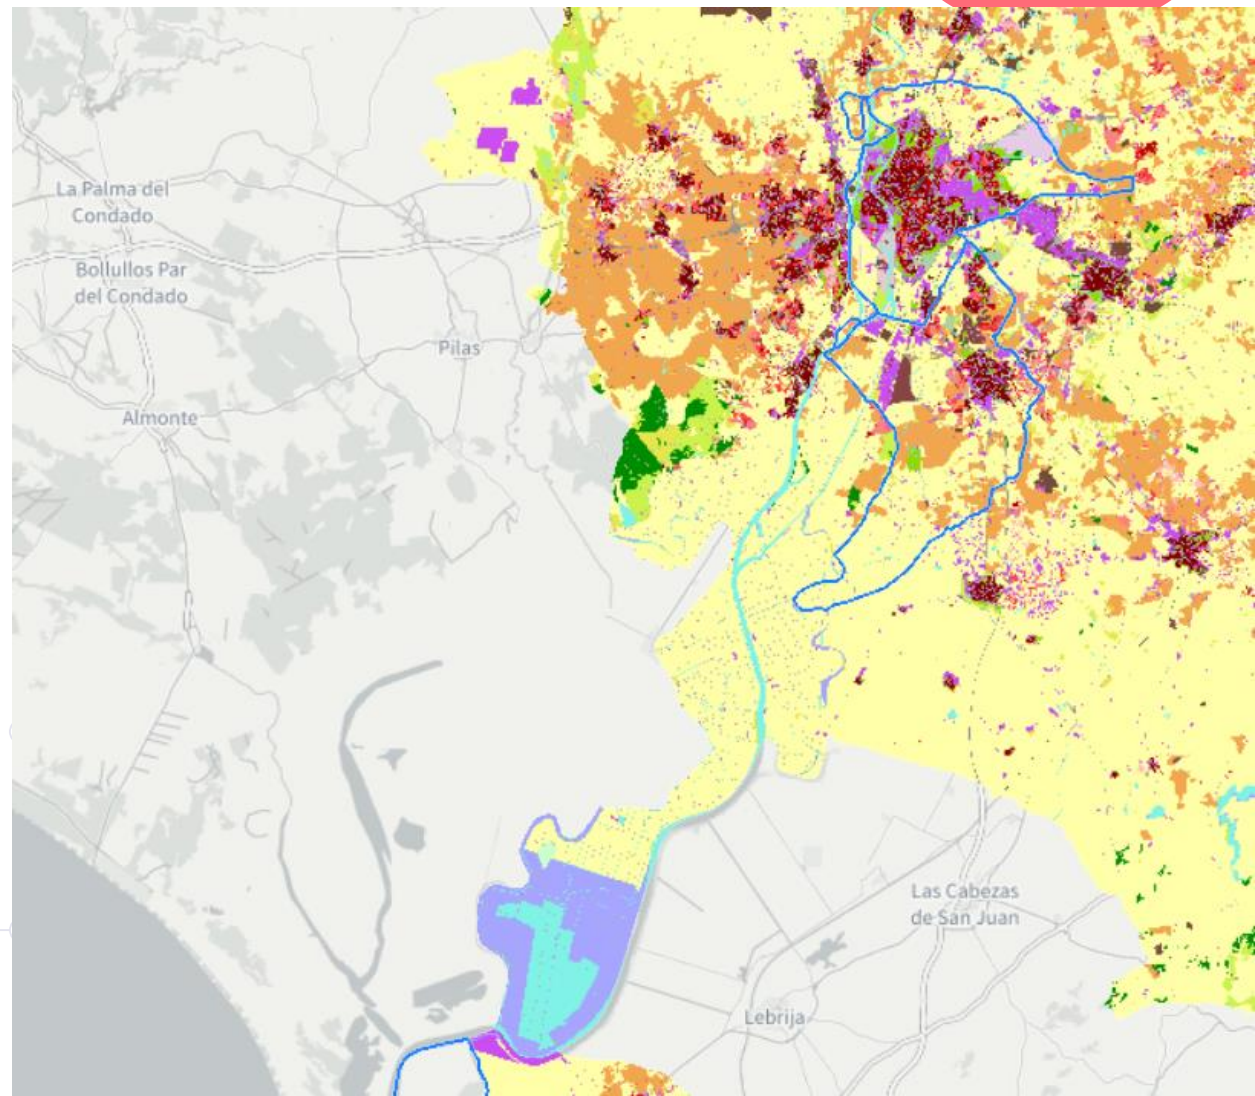 La Palma del
Condado
Bollullos Par
del Condado
Pilas
Almonte
Las Cabezas
de San Juan
Lebrija